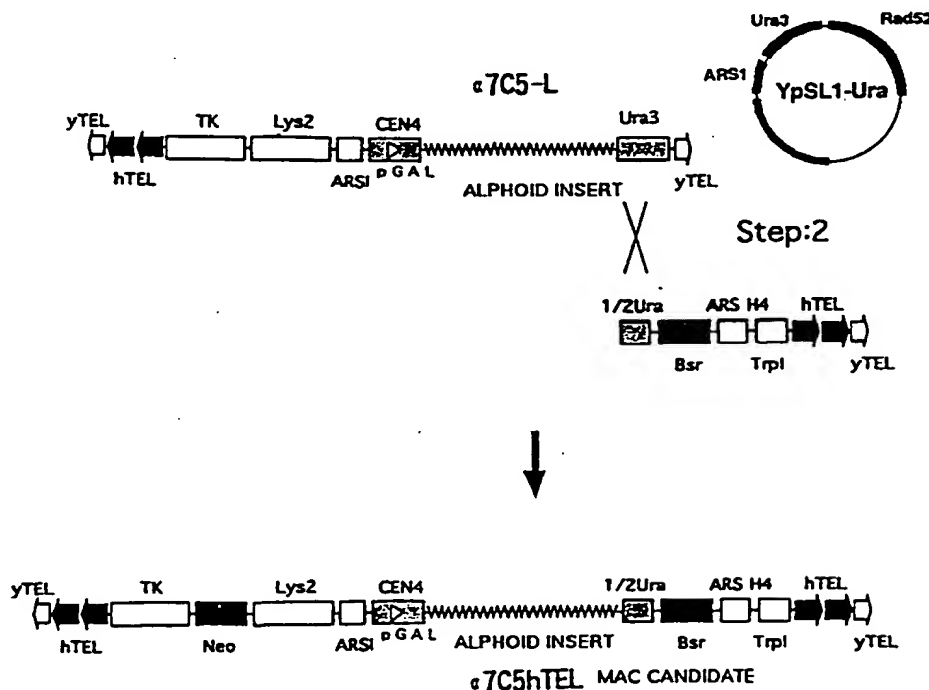 Ura3 Rad52
ARS1
YpSL1-Ura
α7C5-L
yTEL TK Lys2 CEN4 Ura3
hTEL ARSI pGAL yTEL
ALPHOID INSERT
Step:2
1/2Ura ARS H4 hTEL
Bsr TrpI yTEL
yTEL TK Lys2 CEN4 1/2Ura ARS H4 hTEL
hTEL Neo ARSI pGAL ALPHOID INSERT Bsr TrpI yTEL
α7C5hTEL MAC CANDIDATE